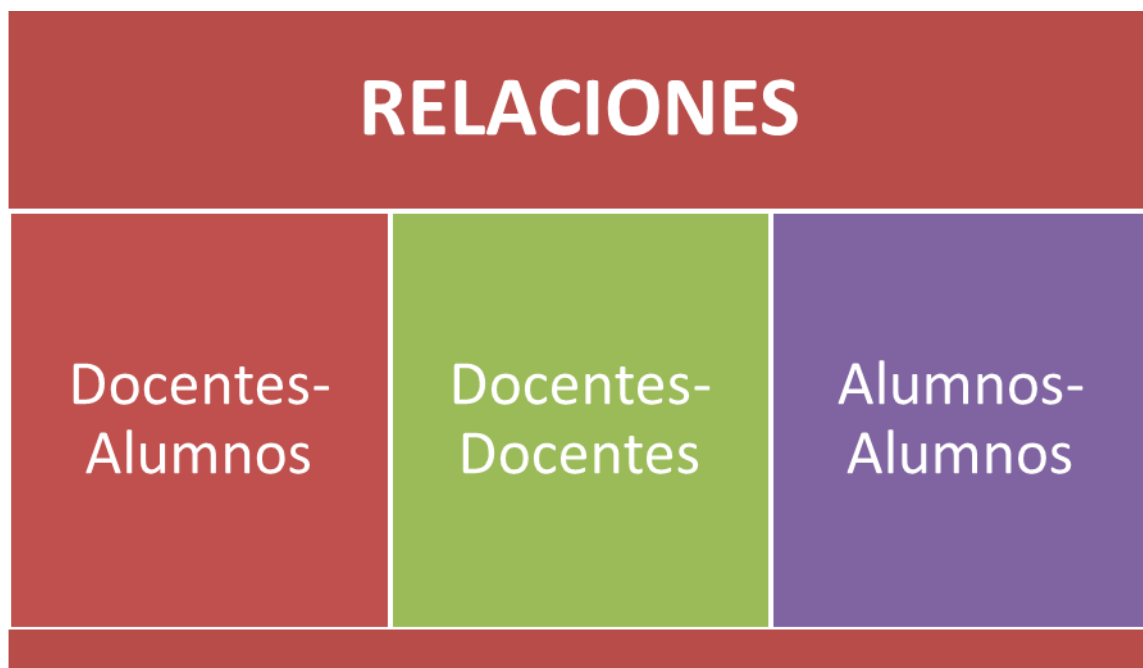 RELACIONES
Docentes-
Alumnos
Docentes-
Docentes
Alumnos-
Alumnos